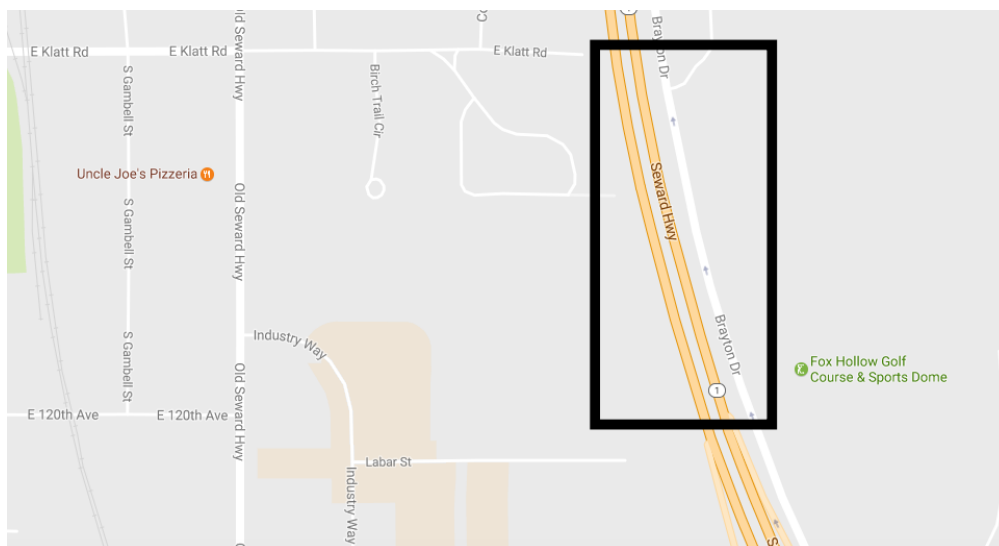 Old Seward Hwy
Brayton Dr
E Klatt Rd
E Klatt Rd
E Klatt Rd
S Gambell St
Birch Trail Cir
Uncle Joe's Pizzeria
S Gambell St
Old Seward Hwy
Seward Hwy
Industry Way
Brayton Dr
S Gambell St
Fox Hollow Golf
Course & Sports Dome
Old Seward Hwy
1
E 120th Ave
E 120th Ave
Labar St
Industry Way